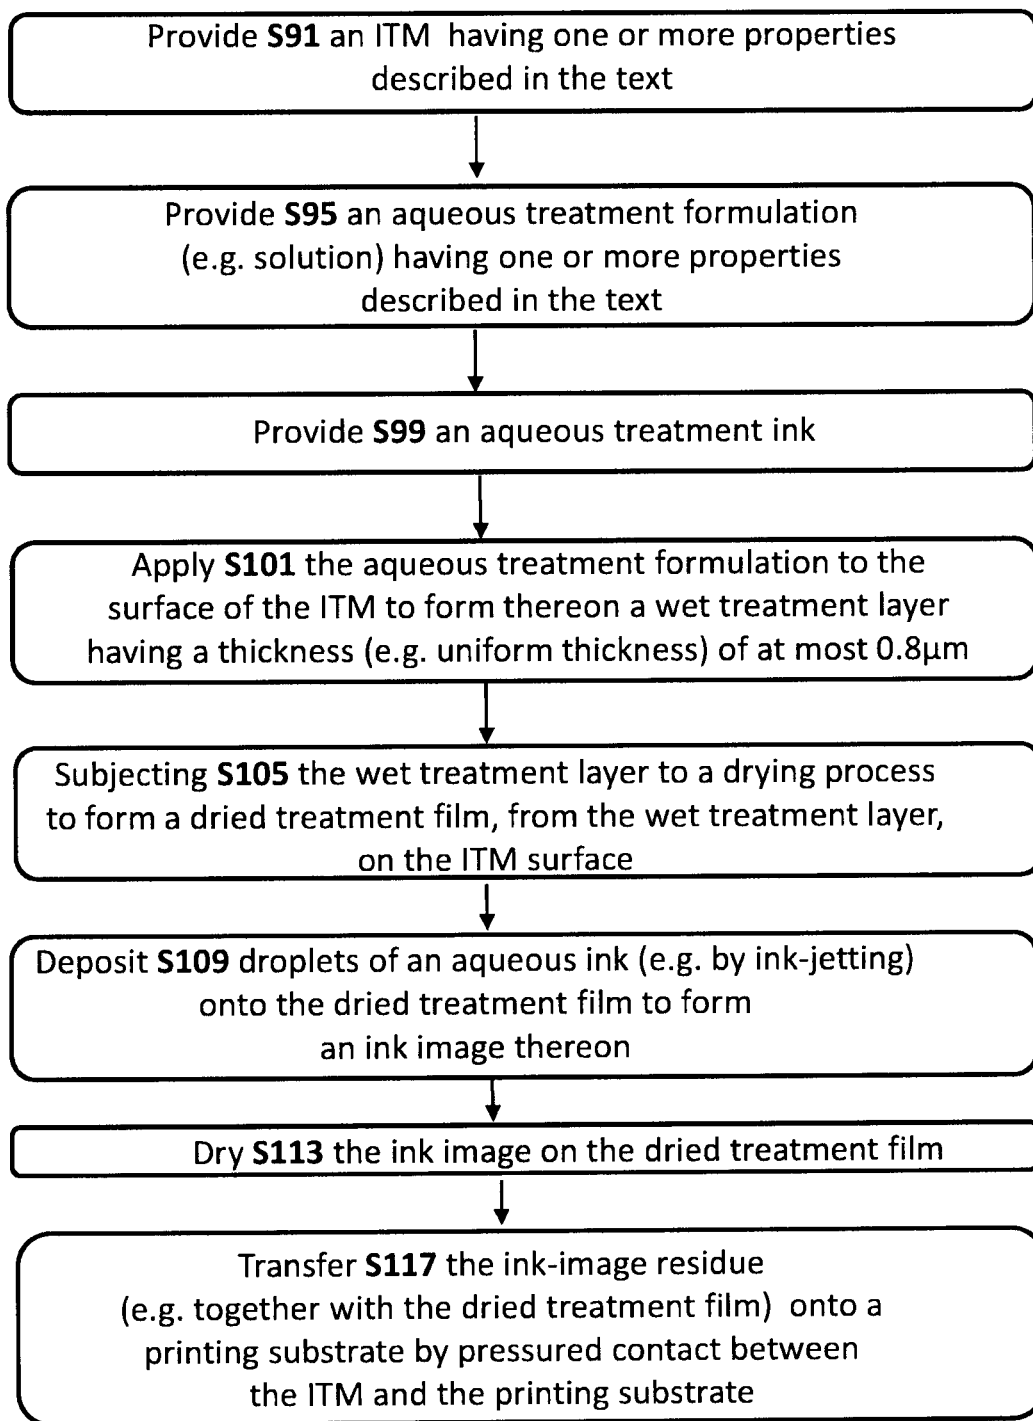 Provide S91 an ITM having one or more properties
described in the text
Provide S95 an aqueous treatment formulation
(e.g. solution) having one or more properties
described in the text
Provide S99 an aqueous treatment ink
Apply S101 the aqueous treatment formulation to the
surface of the ITM to form thereon a wet treatment layer
having a thickness (e.g. uniform thickness) of at most 0.8µm
Subjecting S105 the wet treatment layer to a drying process
to form a dried treatment film, from the wet treatment layer,
on the ITM surface
Deposit S109 droplets of an aqueous ink (e.g. by ink-jetting)
onto the dried treatment film to form
an ink image thereon
Dry S113 the ink image on the dried treatment film
Transfer S117 the ink-image residue
(e.g. together with the dried treatment film) onto a
printing substrate by pressured contact between
the ITM and the printing substrate